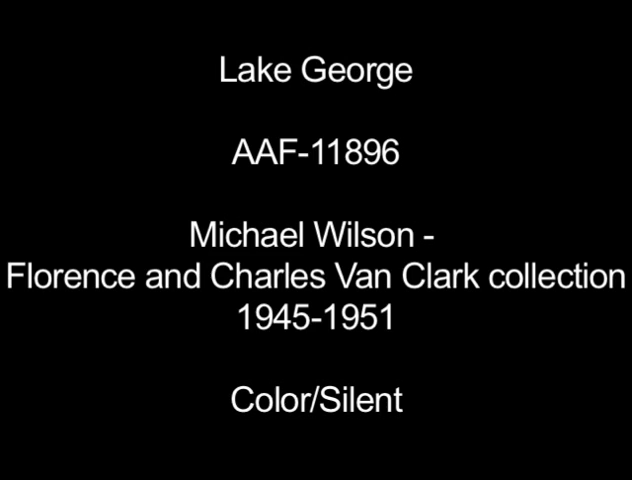 Lake George
AAF-11896
Michael Wilson -
Florence and Charles Van Clark collection
1945-1951
Color/Silent